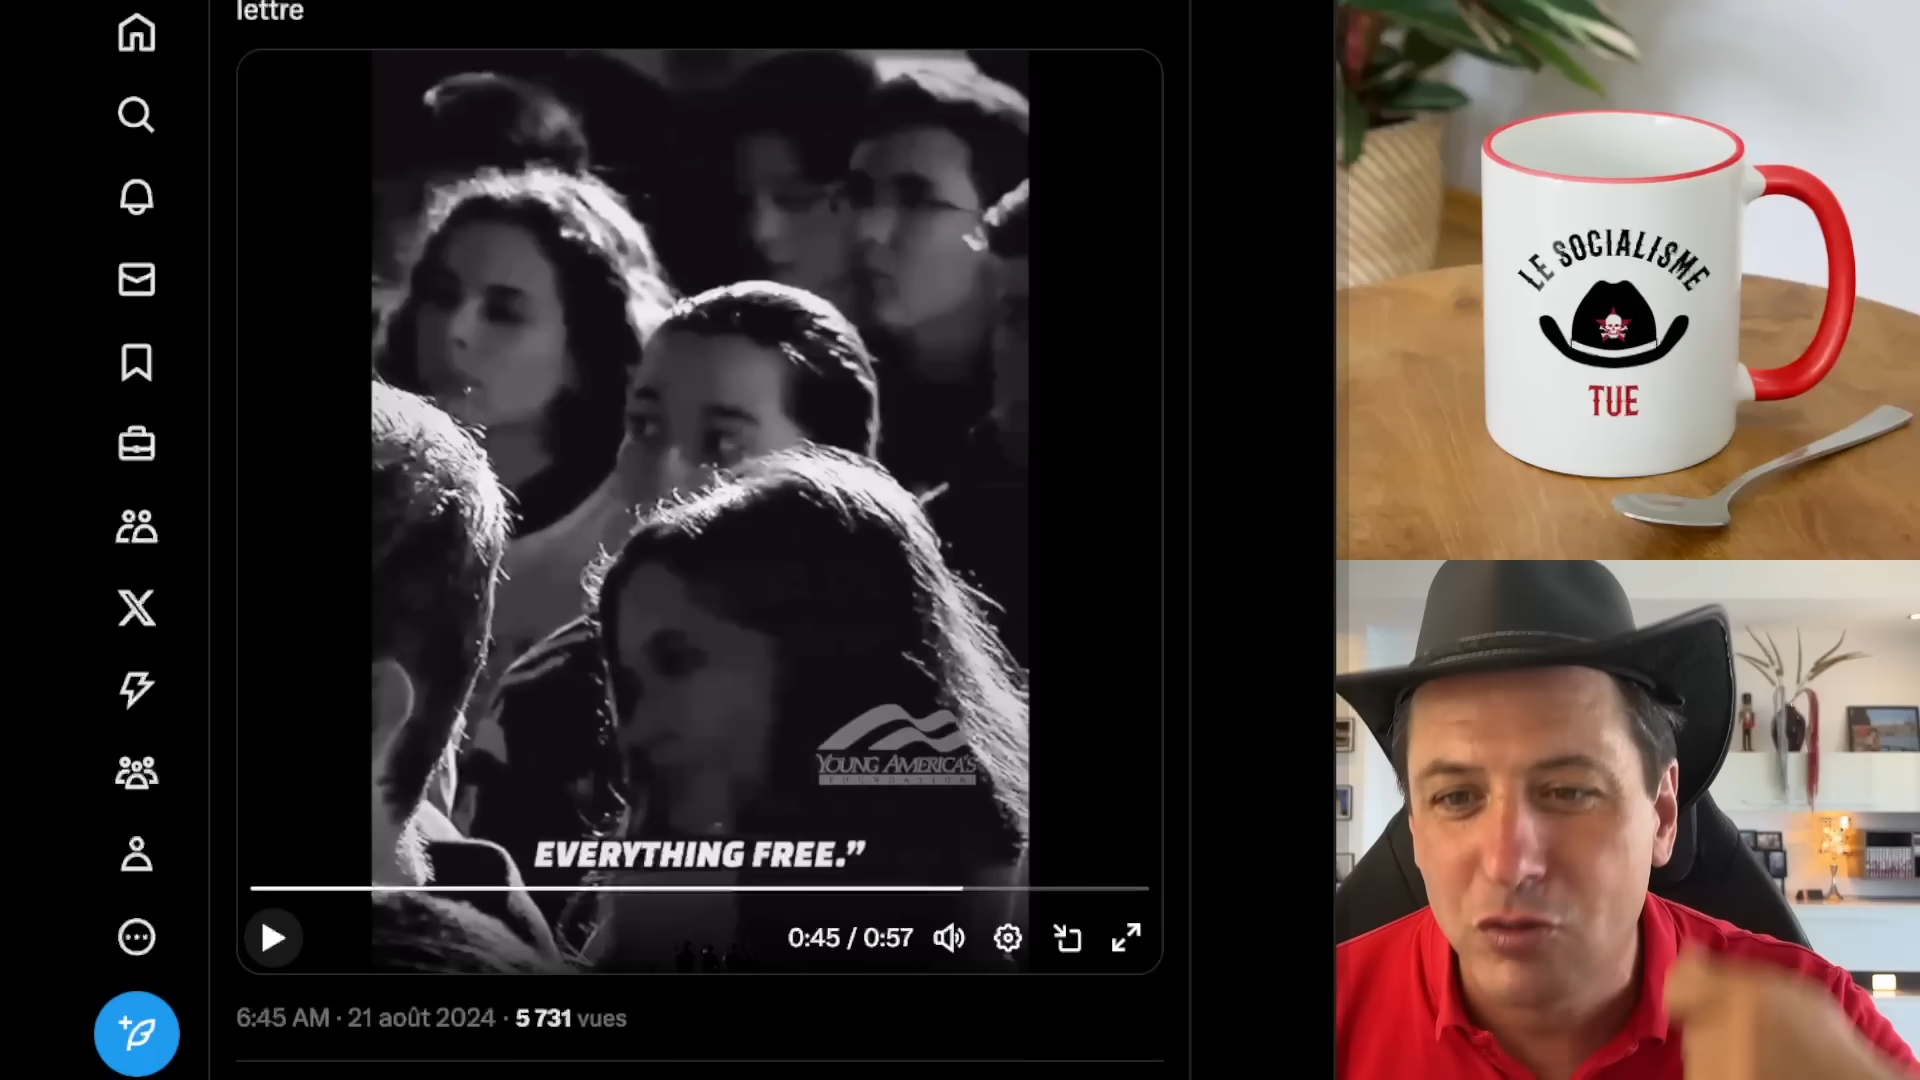 lettre
YOUNG AMERICA'S
FOUNDATION
EVERYTHING FREE.”
0:45 / 0:57
6:45 AM · 21 août 2024 · 5 731 vues
LE SOCIALISME
TUE